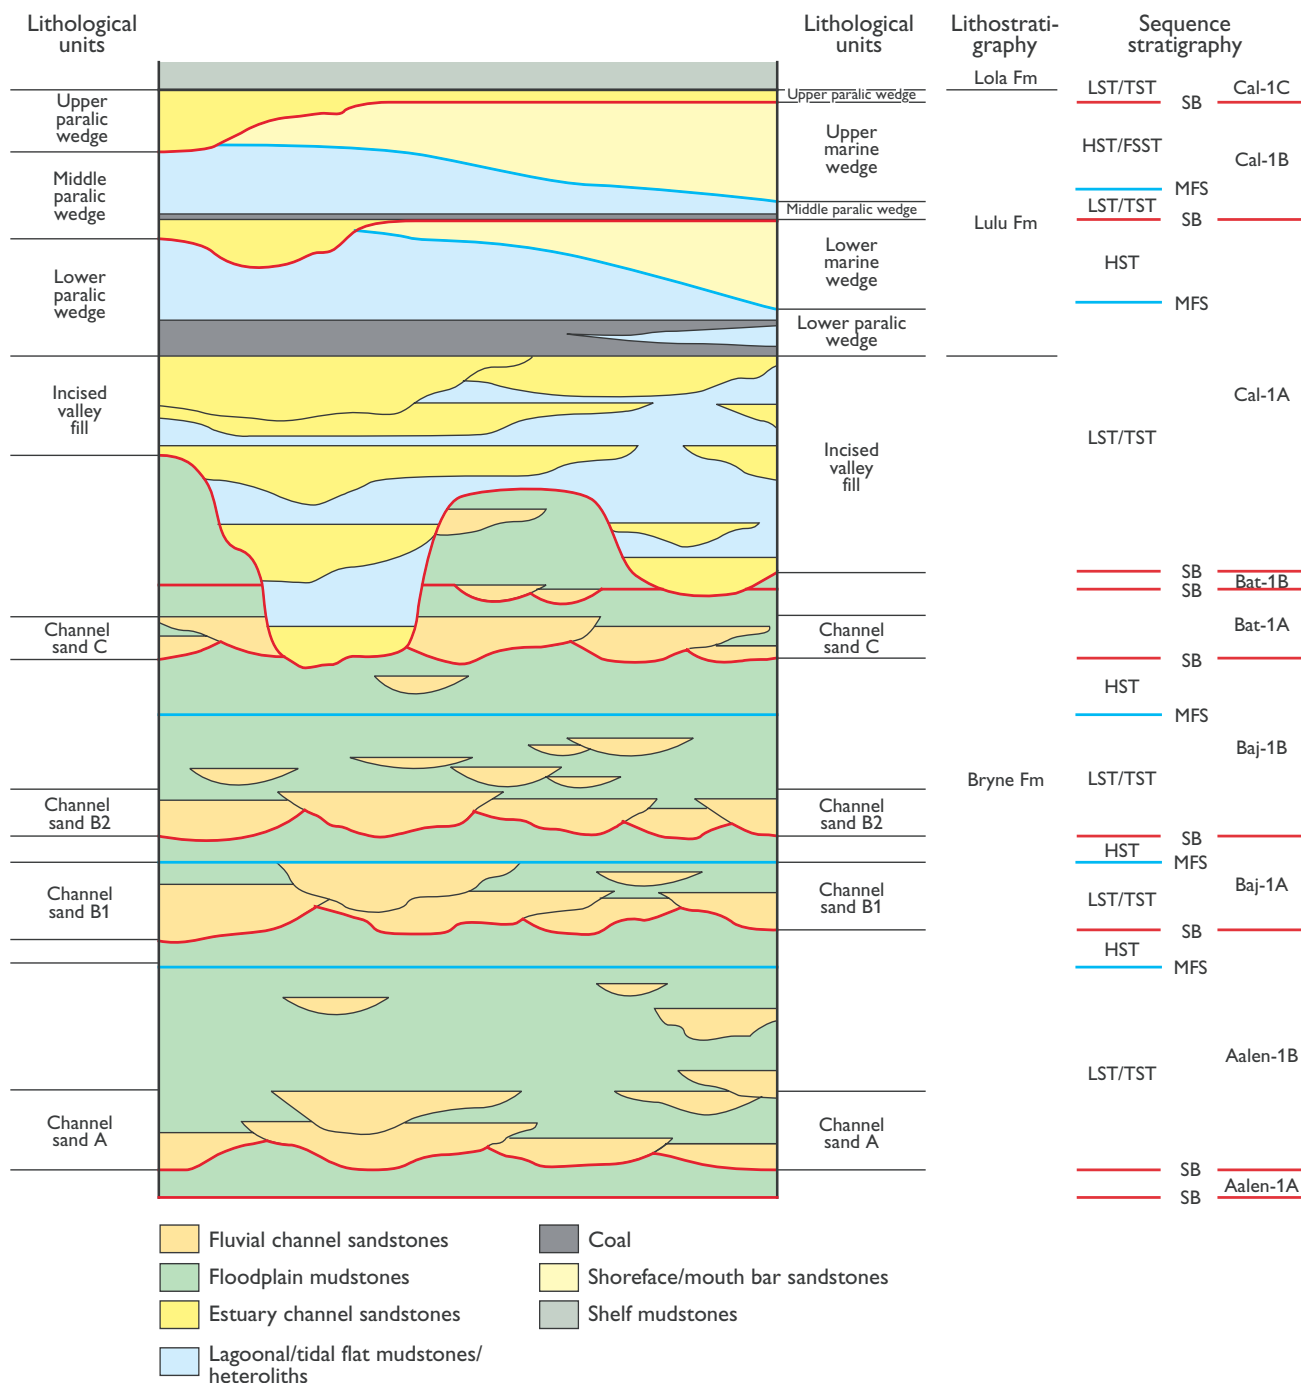 Lithological
units
Lithological
units
Lithostrati-
graphy
Sequence
stratigraphy
Upper
paralic
wedge
Middle
paralic
wedge
Lower
paralic
wedge
Incised
valley
fill
Channel
sand C
Channel
sand B2
Channel
sand B1
Channel
sand A
Upper paralic wedge
Upper
marine
wedge
Middle paralic wedge
Lower
marine
wedge
Lower paralic
wedge
Incised
valley
fill
Channel
sand C
Channel
sand B2
Channel
sand B1
Channel
sand A
Lola Fm
Lulu Fm
Bryne Fm
LST/TST
SB
HST/FSST
MFS
LST/TST
SB
HST
MFS
LST/TST
SB
SB
SB
HST
MFS
LST/TST
SB
HST
MFS
LST/TST
SB
HST
MFS
LST/TST
SB
SB
Cal-1C
Cal-1B
Cal-1A
Bat-1B
Bat-1A
Baj-1B
Baj-1A
Aalen-1B
Aalen-1A
Fluvial channel sandstones
Floodplain mudstones
Estuary channel sandstones
Lagoonal/tidal flat mudstones/
heteroliths
Coal
Shoreface/mouth bar sandstones
Shelf mudstones